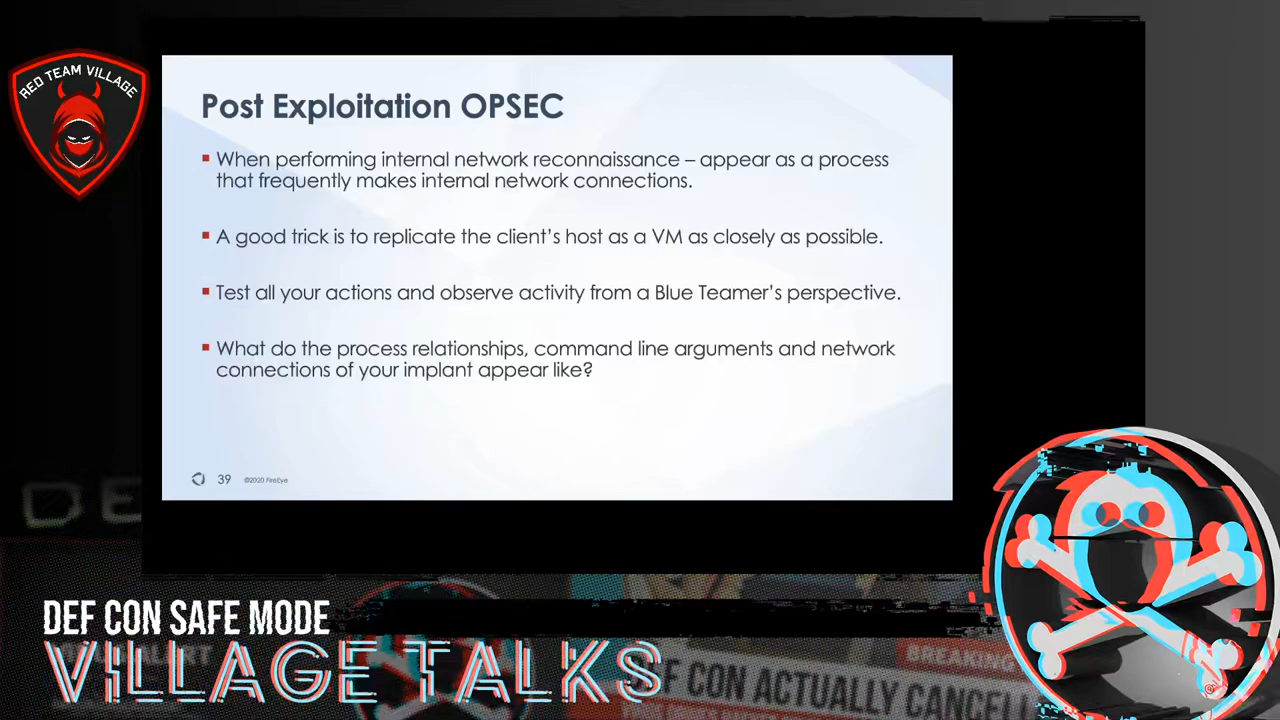 RED TEAM VILLAGE
Post Exploitation OPSEC
▪ When performing internal network reconnaissance – appear as a process
that frequently makes internal network connections.
▪ A good trick is to replicate the client’s host as a VM as closely as possible.
▪ Test all your actions and observe activity from a Blue Teamer’s perspective.
▪ What do the process relationships, command line arguments and network
connections of your implant appear like?
39 ©2020 FireEye
DE
DEF CON SAFE MODE
VILLAGE TALKS
BREAKING
DEF CON ACTUALLY